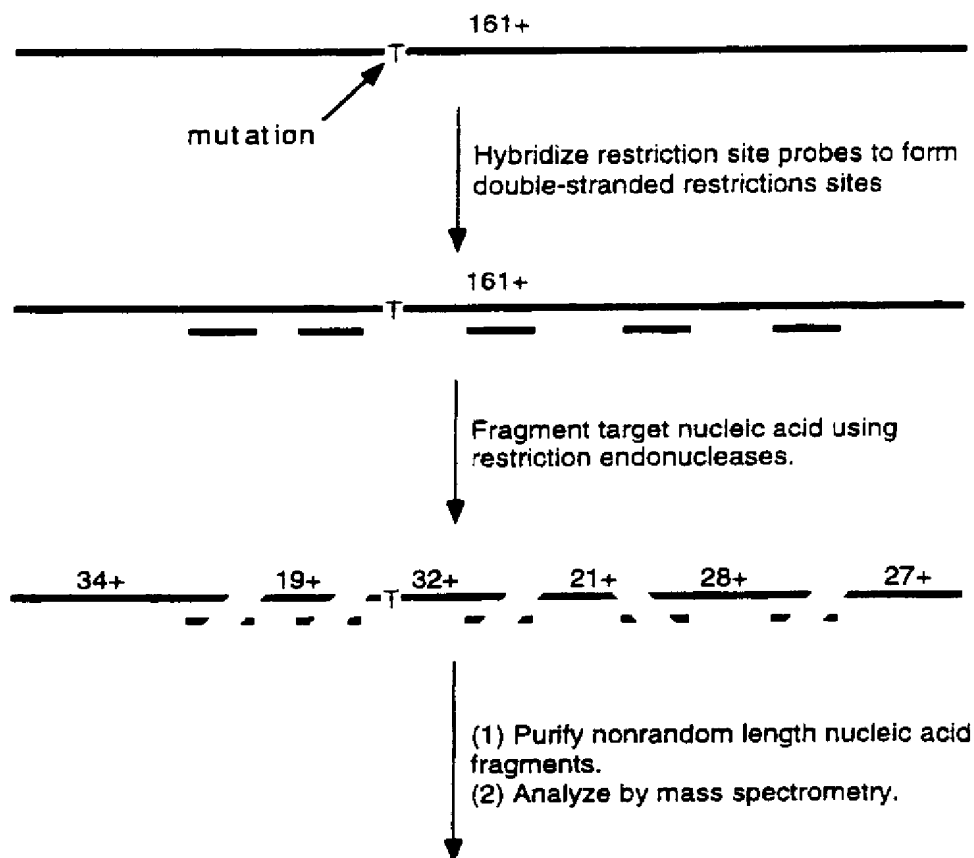 161+
T
mutation
Hybridize restriction site probes to form
double-stranded restrictions sites
161+
T
Fragment target nucleic acid using
restriction endonucleases.
34+ 19+ 32+ 21+ 28+ 27+
T
(1) Purify nonrandom length nucleic acid
fragments.
(2) Analyze by mass spectrometry.